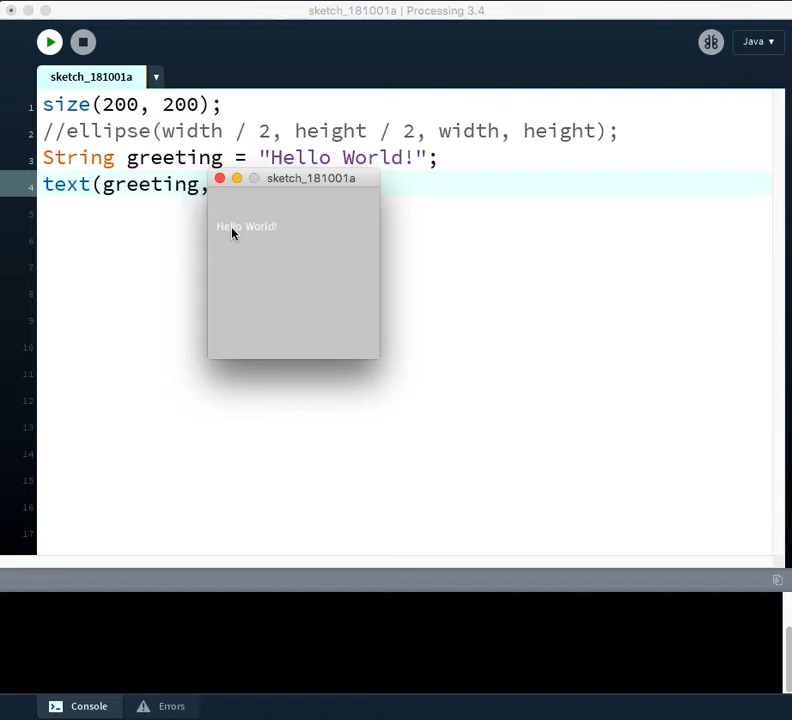 sketch_181001a | Processing 3.4
Java ▾
sketch_181001a ▾
1 size(200, 200);
2 //ellipse(width / 2, height / 2, width, height);
3 String greeting = "Hello World!";
4 text(greeting,
sketch_181001a
Hello World!
5
6
7
8
9
10
11
12
13
14
15
16
17
Console Errors